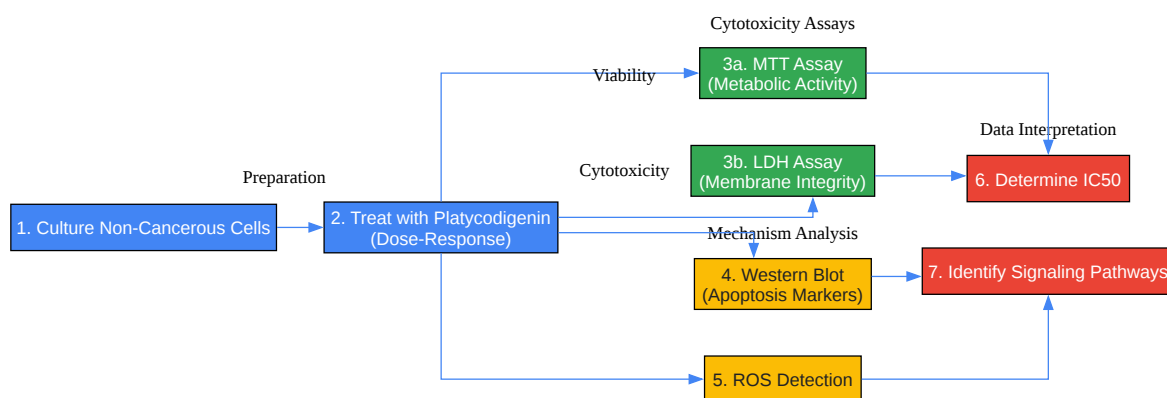 Cytotoxicity Assays
3a. MTT Assay
(Metabolic Activity)
Viability
Data Interpretation
3b. LDH Assay
(Membrane Integrity)
Cytotoxicity
6. Determine IC50
Preparation
1. Culture Non-Cancerous Cells
2. Treat with Platycodigenin
(Dose-Response)
Mechanism Analysis
4. Western Blot
(Apoptosis Markers)
7. Identify Signaling Pathways
5. ROS Detection